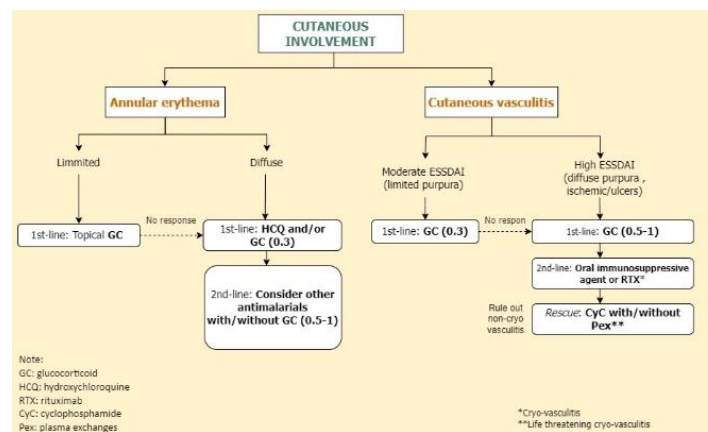 CUTANEOUS
INVOLVEMENT
Annular erythema
Cutaneous vasculitis
Limmited
Diffuse
Moderate ESSDAI
(limited purpura)
High ESSDAI
(diffuse purpura ,
ischemic/ulcers)
1st-line: Topical GC
No response
1st-line: HCQ and/or
GC (0.3)
1st-line: GC (0.3)
No respon
1st-line: GC (0.5-1)
2nd-line: Consider other
antimalarials
with/without GC (0.5-1)
2nd-line: Oral immunosuppressive
agent or RTX*
Rule out
non-cryo
vasculitis
Rescue: CyC with/without
Pex**
Note:
GC: glucocorticoid
HCQ: hydroxychloroquine
RTX: rituximab
CyC: cyclophosphamide
Pex: plasma exchanges
*Cryo-vasculitis
**Life threatening cryo-vasculitis